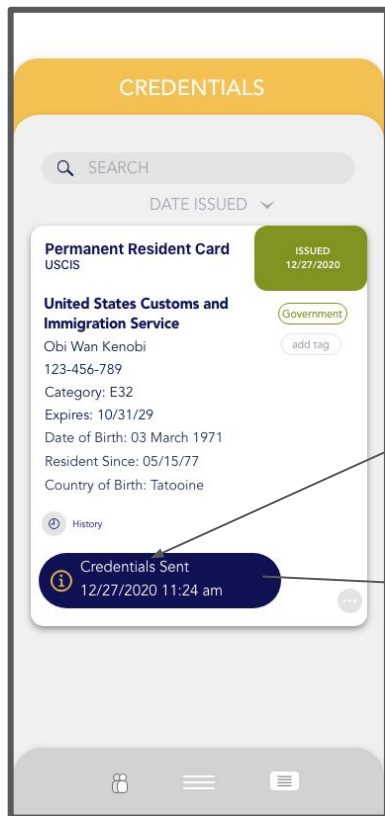 CREDENTIALS
SEARCH
DATE ISSUED
Permanent Resident Card
USCIS
ISSUED
12/27/2020
United States Customs and
Immigration Service
Government
Obi Wan Kenobi
add tag
123-456-789
Category: E32
Expires: 10/31/29
Date of Birth: 03 March 1971
Resident Since: 05/15/77
Country of Birth: Tatooine
History
Credentials Sent
12/27/2020 11:24 am